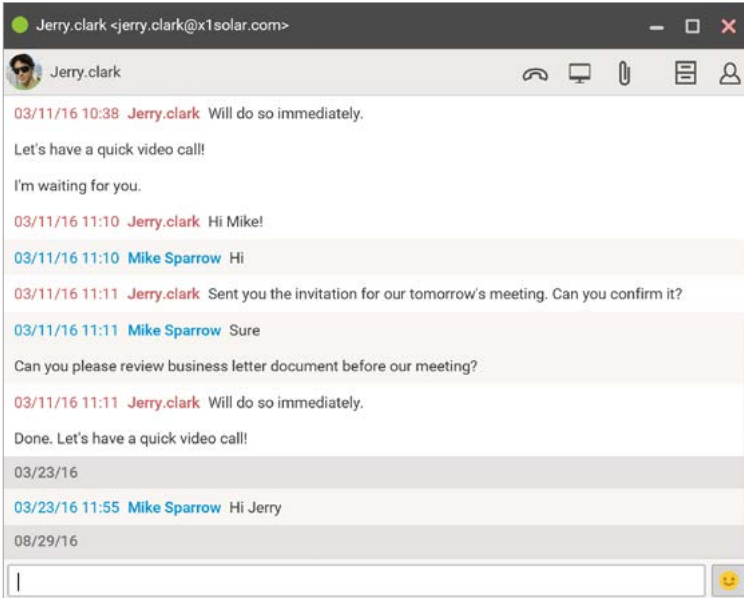 Jerry.clark <jerry.clark@x1solar.com>
Jerry.clark
03/11/16 10:38 Jerry.clark Will do so immediately.
Let's have a quick video call!
I'm waiting for you.
03/11/16 11:10 Jerry.clark Hi Mike!
03/11/16 11:10 Mike Sparrow Hi
03/11/16 11:11 Jerry.clark Sent you the invitation for our tomorrow's meeting. Can you confirm it?
03/11/16 11:11 Mike Sparrow Sure
Can you please review business letter document before our meeting?
03/11/16 11:11 Jerry.clark Will do so immediately.
Done. Let's have a quick video call!
03/23/16
03/23/16 11:55 Mike Sparrow Hi Jerry
08/29/16